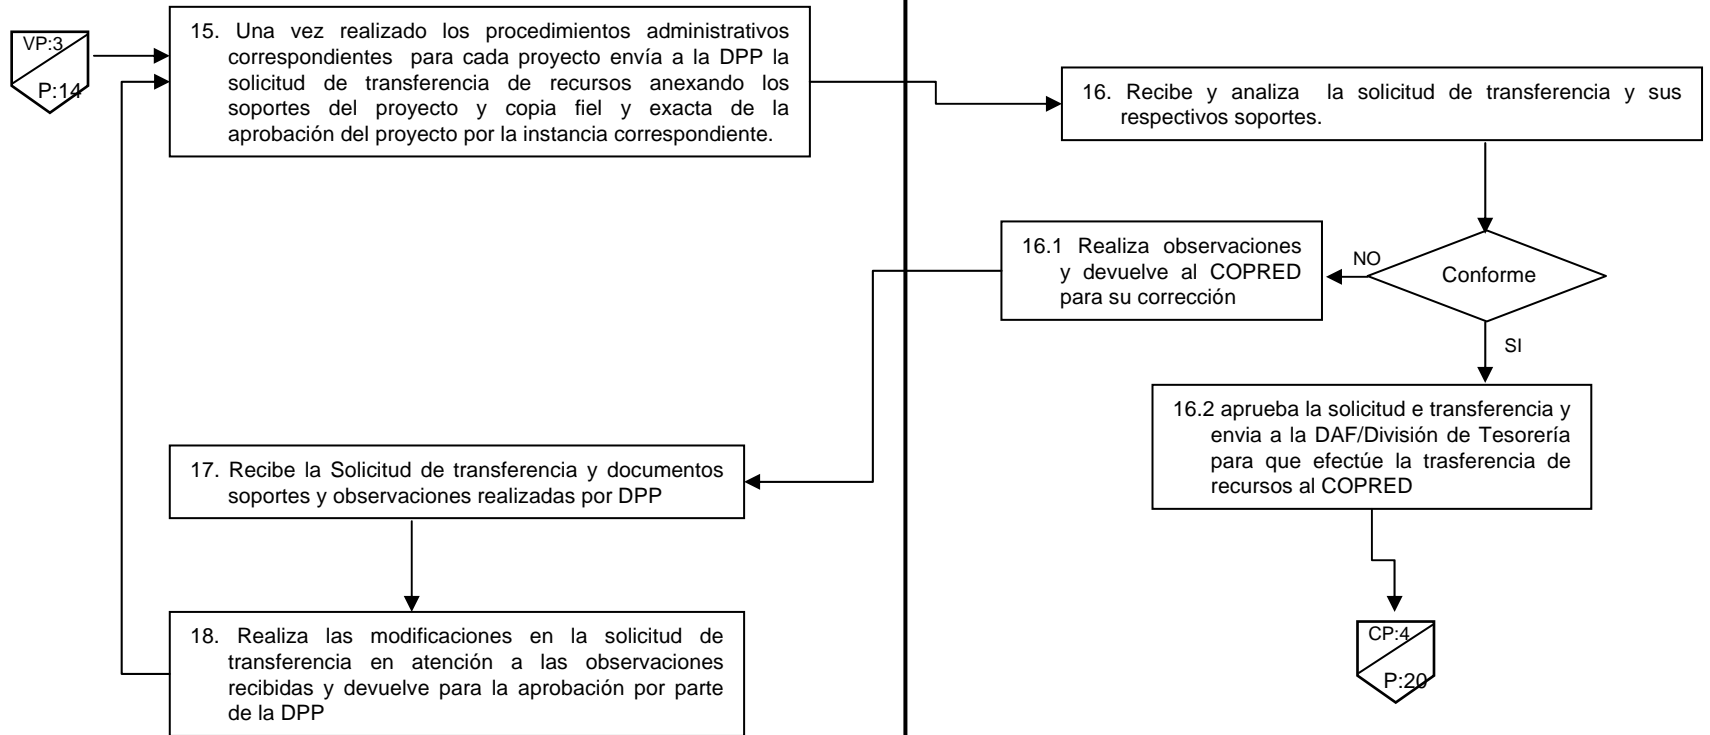 VP:3
P:14
15. Una vez realizado los procedimientos administrativos
correspondientes para cada proyecto envía a la DPP la
solicitud de transferencia de recursos anexando los
soportes del proyecto y copia fiel y exacta de la
aprobación del proyecto por la instancia correspondiente.
16. Recibe y analiza la solicitud de transferencia y sus
respectivos soportes.
16.1 Realiza observaciones
y devuelve al COPRED
para su corrección
NO
Conforme
SI
16.2 aprueba la solicitud e transferencia y
envia a la DAF/División de Tesorería
para que efectúe la trasferencia de
recursos al COPRED
17. Recibe la Solicitud de transferencia y documentos
soportes y observaciones realizadas por DPP
18. Realiza las modificaciones en la solicitud de
transferencia en atención a las observaciones
recibidas y devuelve para la aprobación por parte
de la DPP
CP:4
P:20